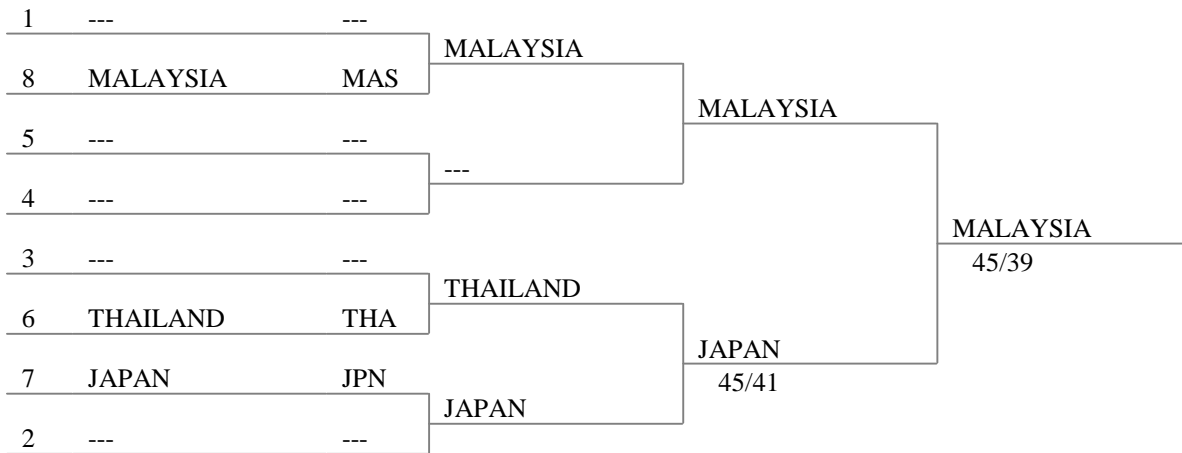 1 --- ---
MALAYSIA
8 MALAYSIA MAS
MALAYSIA
5 --- ---
---
4 --- ---
MALAYSIA
45/39
3 --- ---
THAILAND
6 THAILAND THA
JAPAN
45/41
7 JAPAN JPN
JAPAN
2 --- ---